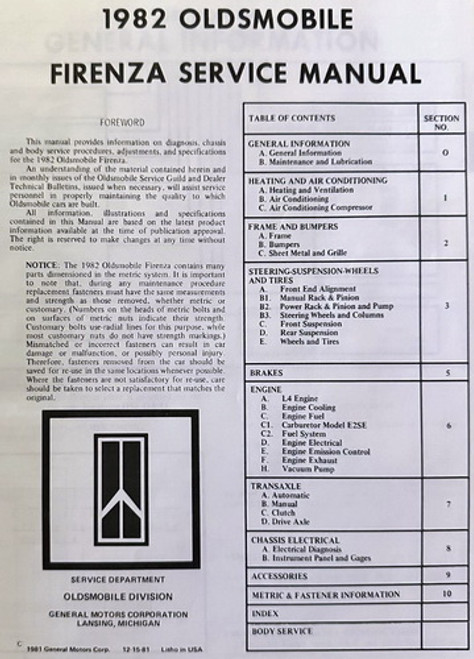 1982 OLDSMOBILE
FIRENZA SERVICE MANUAL
FOREWORD
This manual provides information on diagnosis, chassis
and body service procedures, adjustments, and specifications
for the 1982 Oldsmobile Firenza.
An understanding of the material contained herein and
in monthly issues of the Oldsmobile Service Guild and Dealer
Technical Bulletins, issued when necessary, will assist service
personnel in properly maintaining the quality to which
Oldsmobile cars are built.
All information, illustrations and specifications
contained in this Manual are based on the latest product
information available at the time of publication approval.
The right is reserved to make changes at any time without
notice.
NOTICE: The 1982 Oldsmobile Firenza contains many
parts dimensioned in the metric system. It is important
to note that, during any maintenance procedure
replacement fasteners must have the same measurements
and strength as those removed, whether metric or
customary. (Numbers on the heads of metric bolts and
on surfaces of metric nuts indicate their strength.
Customary bolts use radial lines for this purpose, while
most customary nuts do not have strength markings.)
Mismatched or incorrect fasteners can result in car
damage or malfunction, or possibly personal injury.
Therefore, fasteners removed from the car should be
saved for re-use in the same locations whenever possible.
Where the fasteners are not satisfactory for re-use, care
should be taken to select a replacement that matches the
original.
SERVICE DEPARTMENT
OLDSMOBILE DIVISION
GENERAL MOTORS CORPORATION
LANSING, MICHIGAN
C
1981 General Motors Corp. 12-15-81 Litho in USA
TABLE OF CONTENTS SECTION
NO.
GENERAL INFORMATION
A. General Information 0
B. Maintenance and Lubrication
HEATING AND AIR CONDITIONING
A. Heating and Ventilation
B. Air Conditioning 1
C. Air Conditioning Compressor
FRAME AND BUMPERS
A. Frame
B. Bumpers 2
C. Sheet Metal and Grille
STEERING-SUSPENSION-WHEELS
AND TIRES
A. Front End Alignment
B1. Manual Rack & Pinion
B2. Power Rack & Pinion and Pump 3
B3. Steering Wheels and Columns
C. Front Suspension
D. Rear Suspension
E. Wheels and Tires
BRAKES 5
ENGINE
A. L4 Engine
B. Engine Cooling
C. Engine Fuel
C1. Carburetor Model E2SE 6
C2. Fuel System
D. Engine Electrical
E. Engine Emission Control
F. Engine Exhaust
H. Vacuum Pump
TRANSAXLE
A. Automatic
B. Manual 7
C. Clutch
D. Drive Axle
CHASSIS ELECTRICAL
A. Electrical Diagnosis 8
B. Instrument Panel and Gages
ACCESSORIES 9
METRIC & FASTENER INFORMATION 10
INDEX
BODY SERVICE